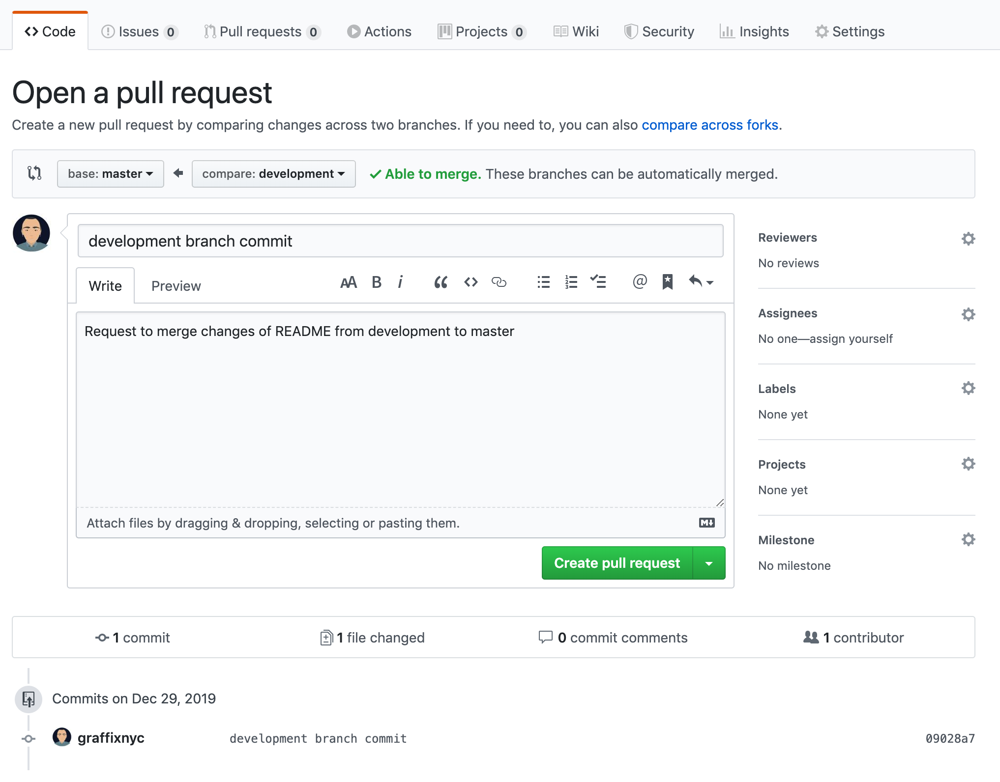 Code Issues 0 Pull requests 0 Actions Projects 0 Wiki Security Insights Settings
Open a pull request
Create a new pull request by comparing changes across two branches. If you need to, you can also compare across forks.
base: master compare: development Able to merge. These branches can be automatically merged.
development branch commit
Write Preview AA B i “ <> @
Request to merge changes of README from development to master
Attach files by dragging & dropping, selecting or pasting them. M
Create pull request
Reviewers
No reviews
Assignees
No one—assign yourself
Labels
None yet
Projects
None yet
Milestone
No milestone
1 commit 1 file changed 0 commit comments 1 contributor
Commits on Dec 29, 2019
graffixnyc development branch commit 09028a7